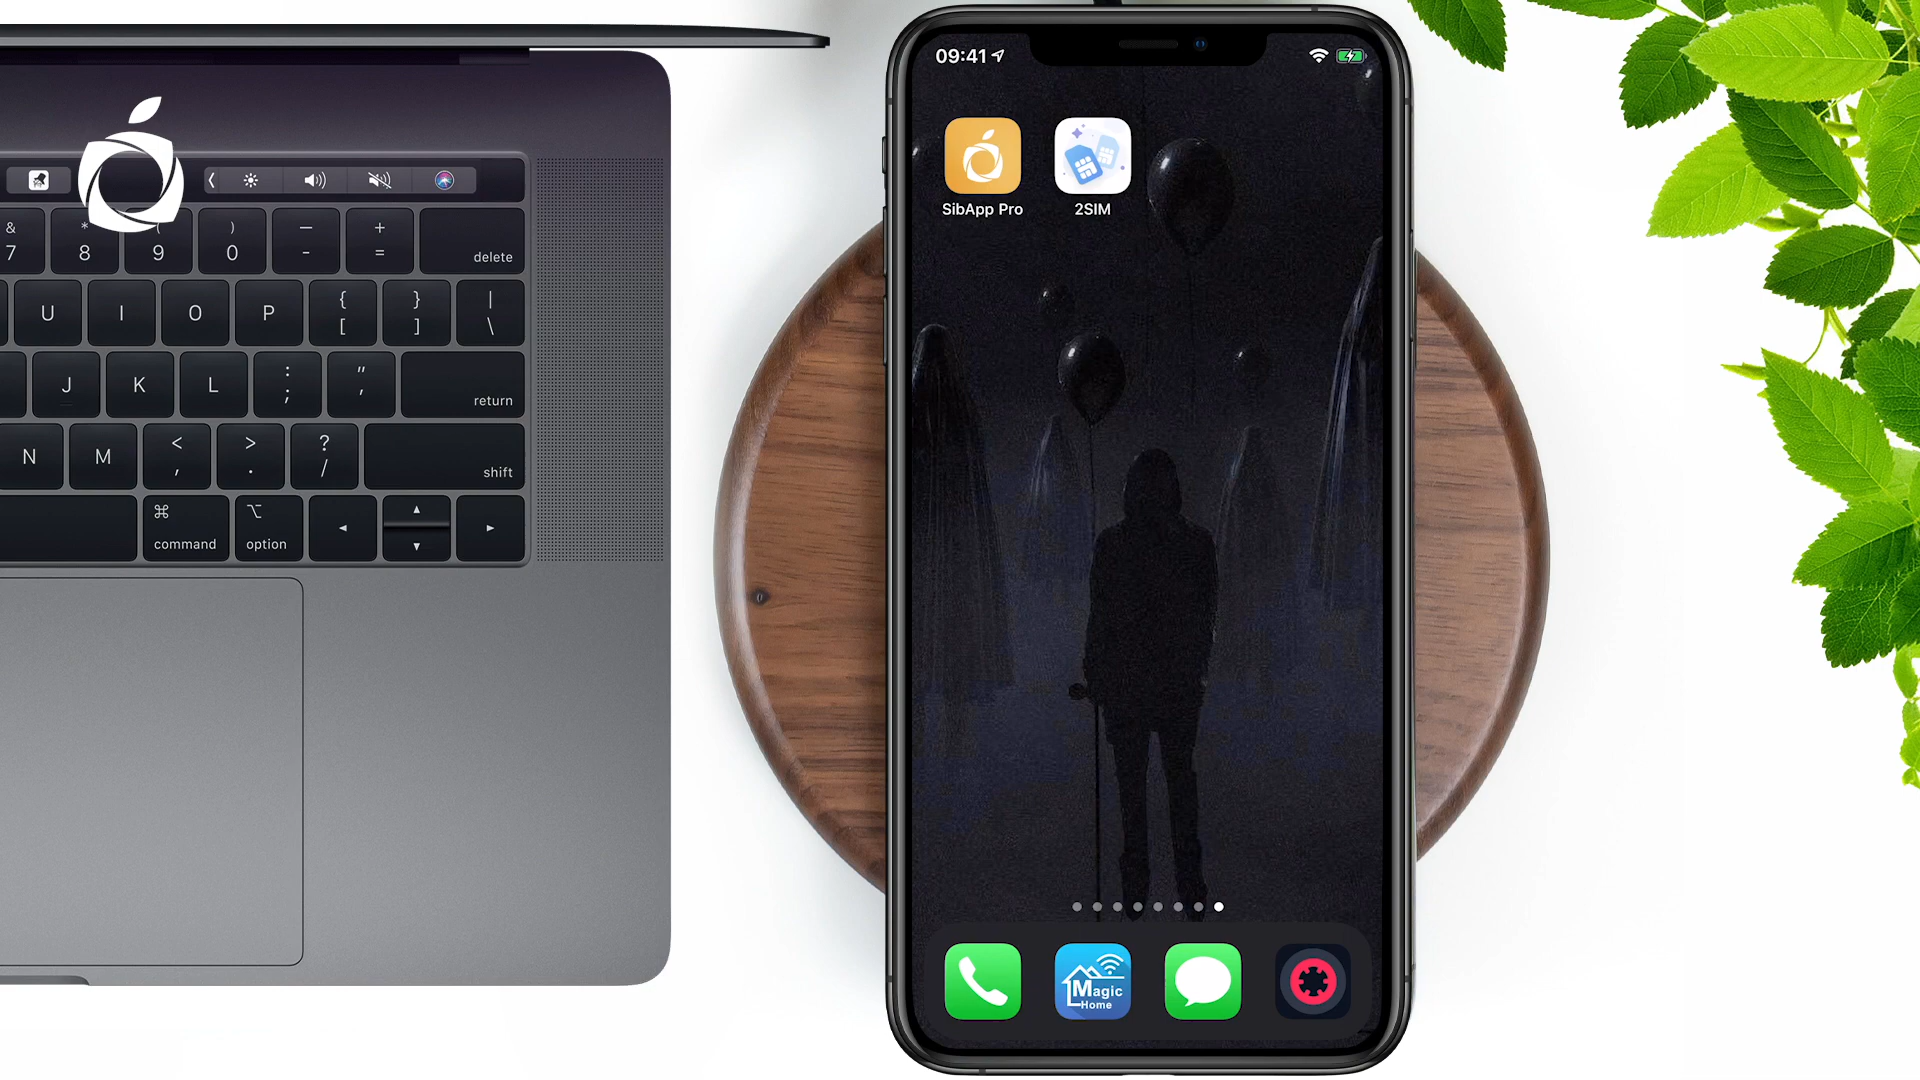 09:41
SibApp Pro
2SIM
Magic
Home
&
7
*
8
(
9
)
0
—
-
+
=
delete
U
I
O
P
{
[
}
]
|
\
J
K
L
:
;
"
'
return
N
M
<
,
>
.
?
/
shift
⌘
command
⌥
option